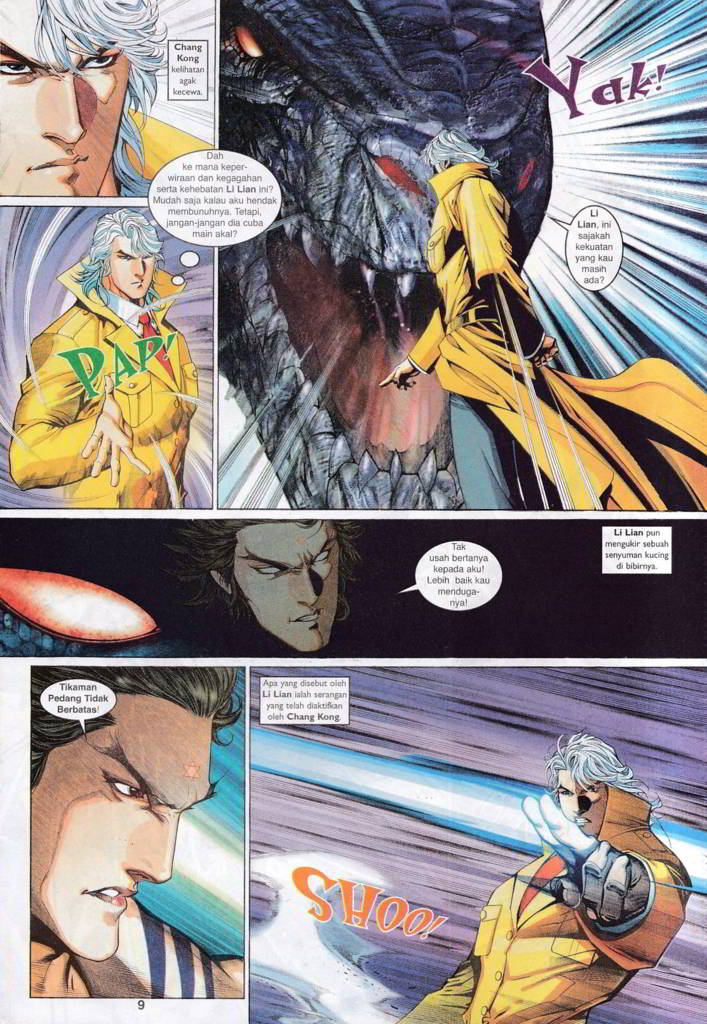 Chang
Kong
kelihatan
agak
kecewa.
Dah
ke mana keper-
wiraan dan kegagahan
serta kehebatan Li Lian ini?
Mudah saja kalau aku hendak
membunuhnya. Tetapi,
jangan-jangan dia cuba
main akal?
PAP!
Yak!
Li
Lian, ini
sajakah
kekuatan
yang kau
masih
ada?
Tak
usah bertanya
kepada aku!
Lebih baik kau
menduga-
nya!
Li Lian pun
mengukir sebuah
senyuman kucing
di bibirnya.
Tikaman
Pedang Tidak
Berbatas!
Apa yang disebut oleh
Li Lian ialah serangan
yang telah diaktifkan
oleh Chang Kong.
SHOO!
9